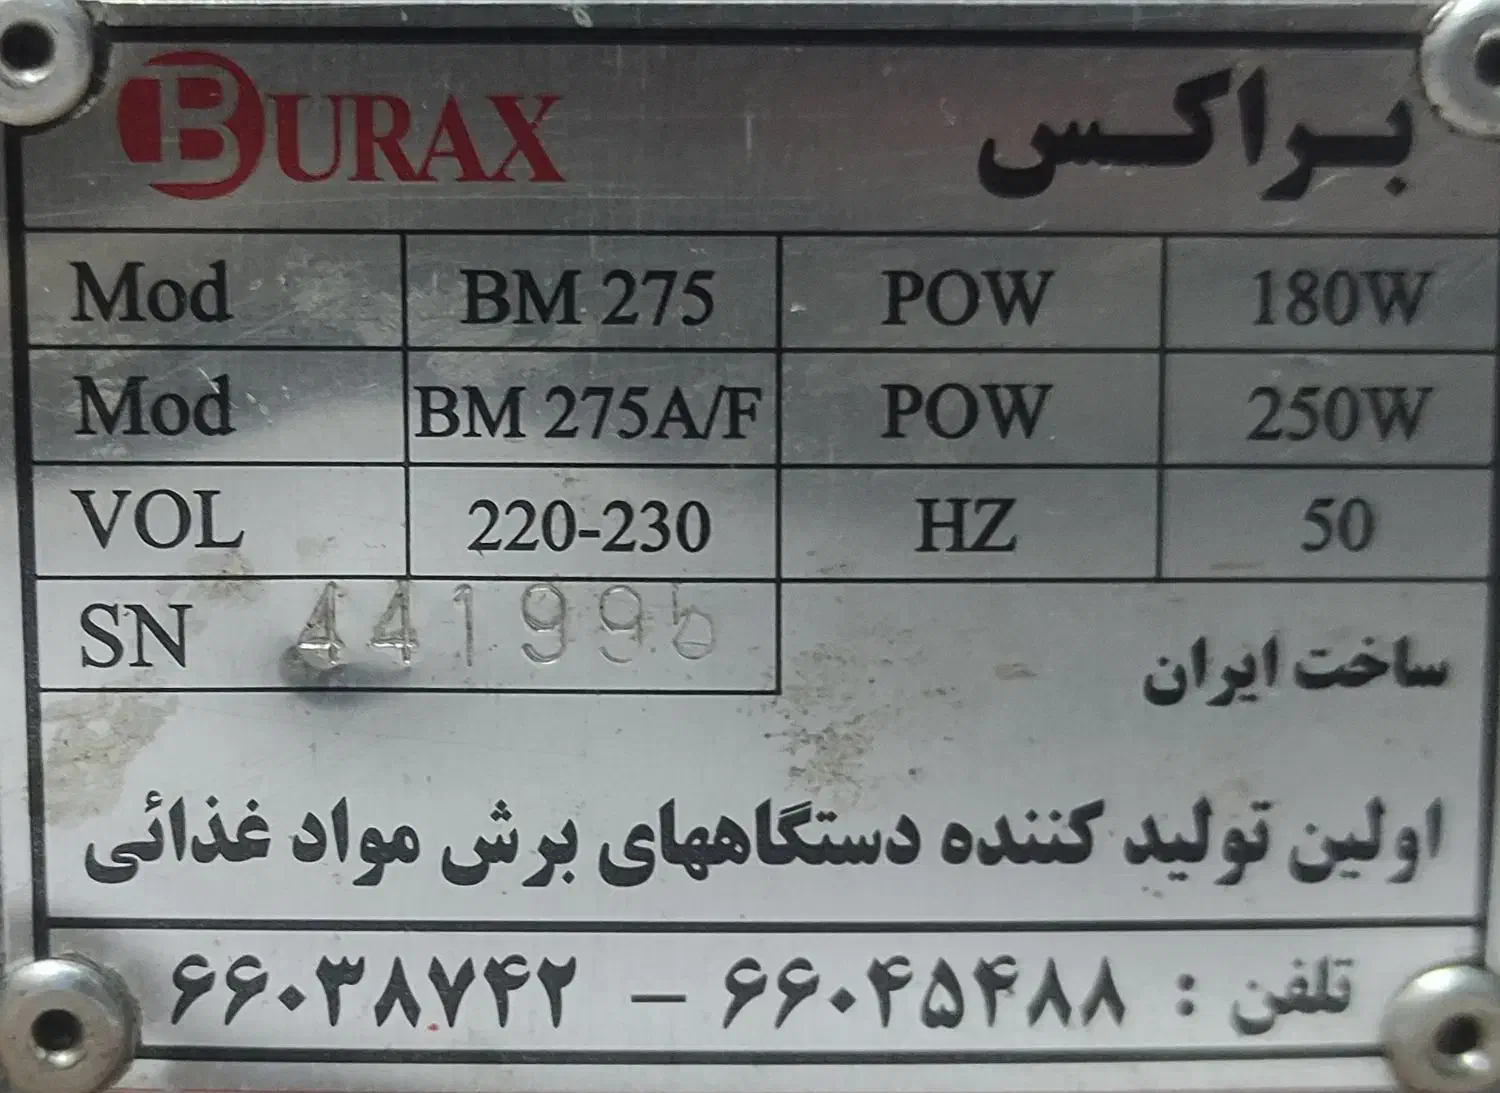 BURAX براکس
Mod BM 275 POW 180W
Mod BM 275A/F POW 250W
VOL 220-230 HZ 50
SN 441995
ساخت ایران
اولین تولید کننده دستگاههای برش مواد غذائی
تلفن : ۶۶۰۴۵۴۸۸ – ۶۶۰۳۸۷۴۲